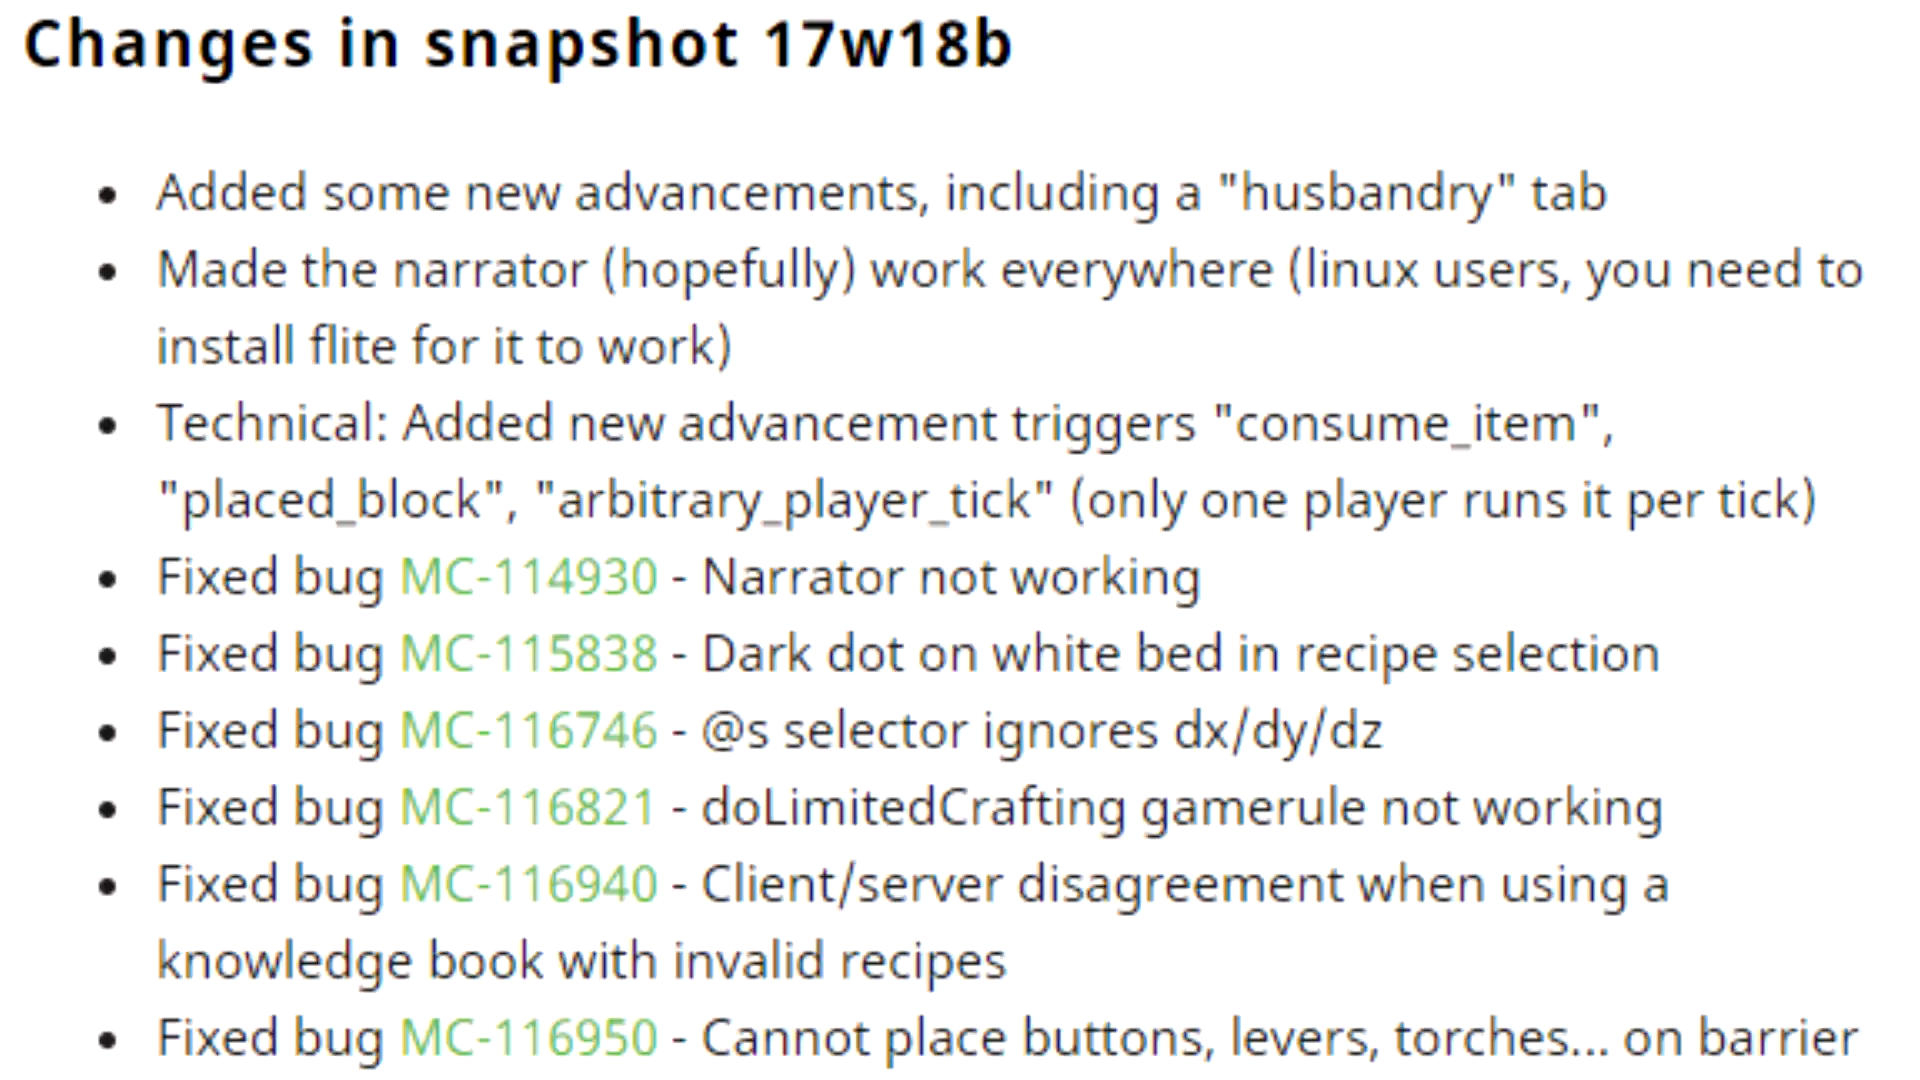 Changes in snapshot 17w18b
• Added some new advancements, including a "husbandry" tab
• Made the narrator (hopefully) work everywhere (linux users, you need to
install flite for it to work)
• Technical: Added new advancement triggers "consume_item",
"placed_block", "arbitrary_player_tick" (only one player runs it per tick)
• Fixed bug MC-114930 - Narrator not working
• Fixed bug MC-115838 - Dark dot on white bed in recipe selection
• Fixed bug MC-116746 - @s selector ignores dx/dy/dz
• Fixed bug MC-116821 - doLimitedCrafting gamerule not working
• Fixed bug MC-116940 - Client/server disagreement when using a
knowledge book with invalid recipes
• Fixed bug MC-116950 - Cannot place buttons, levers, torches... on barrier